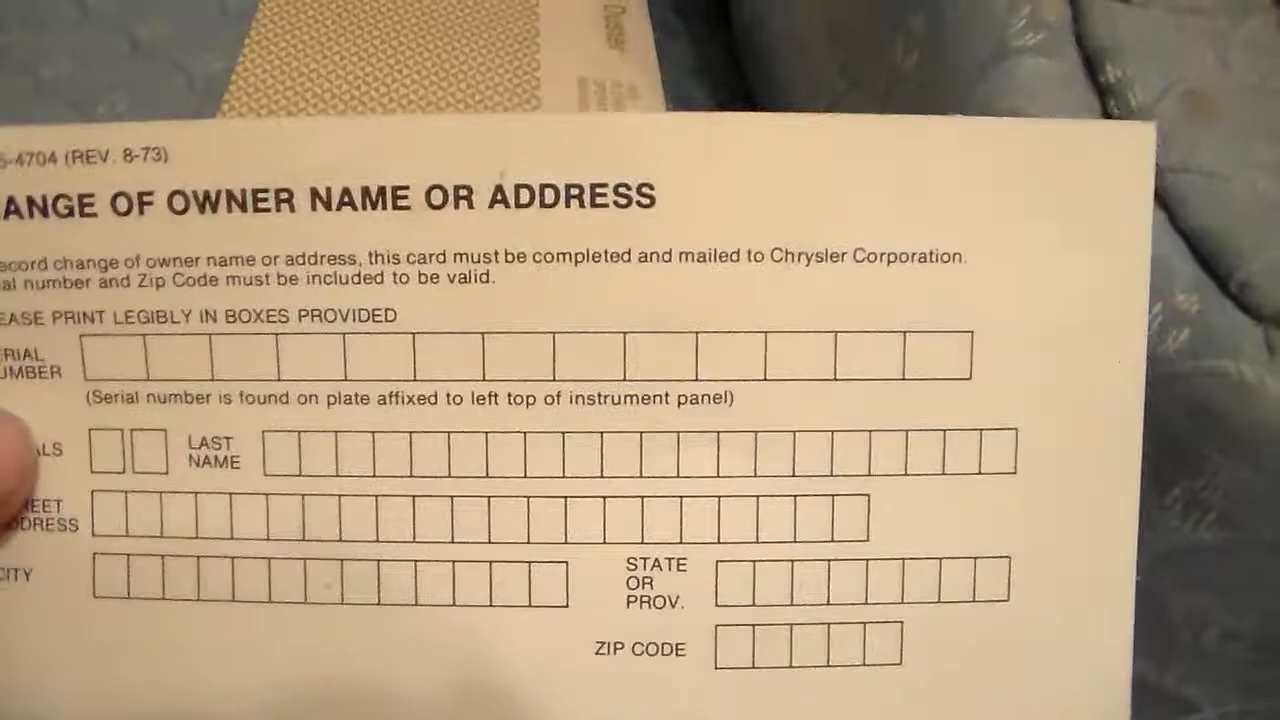 5-4704 (REV. 8-73)
ANGE OF OWNER NAME OR ADDRESS
ecord change of owner name or address, this card must be completed and mailed to Chrysler Corporation.
al number and Zip Code must be included to be valid.
EASE PRINT LEGIBLY IN BOXES PROVIDED
ERIAL
UMBER
(Serial number is found on plate affixed to left top of instrument panel)
ALS
LAST
NAME
REET
DDRESS
CITY
STATE
OR
PROV.
ZIP CODE